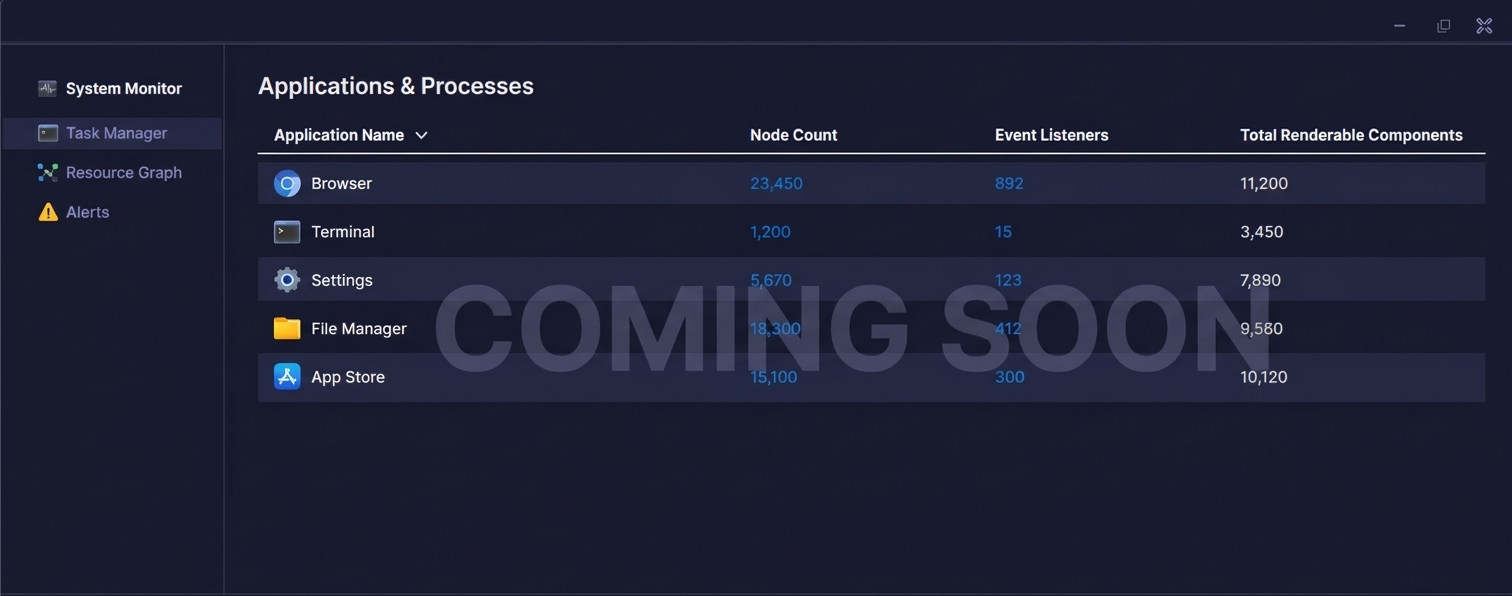 System Monitor
Task Manager
Resource Graph
Alerts
Applications & Processes
Application Name Node Count Event Listeners Total Renderable Components
Browser 23,450 892 11,200
Terminal 1,200 15 3,450
Settings 5,670 123 7,890
File Manager 18,300 412 9,580
App Store 15,100 300 10,120
COMING SOON